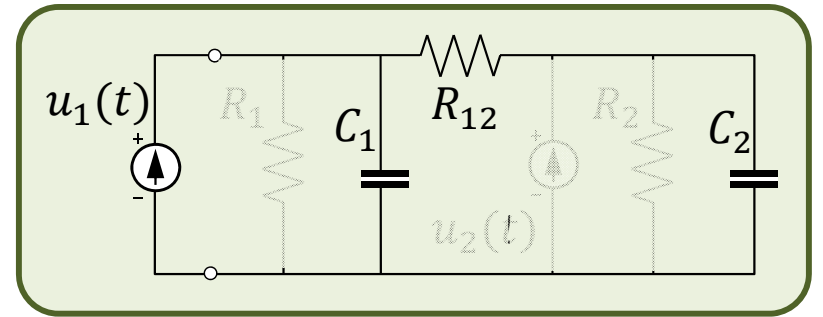 u₁(t)
R₁
C₁
R₁₂
u₂(t)
R₂
C₂
+
−
+
−